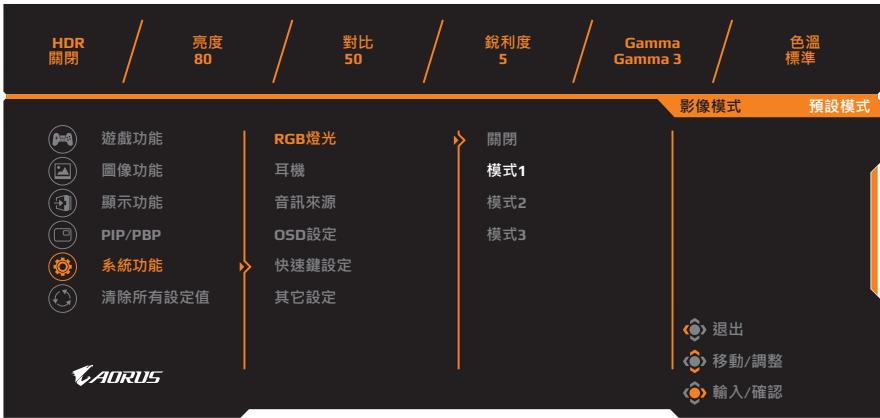 HDR
關閉
亮度
80
對比
50
銳利度
5
Gamma
Gamma 3
色溫
標準
影像模式 預設模式
遊戲功能
圖像功能
顯示功能
PIP/PBP
系統功能
清除所有設定值
RGB燈光
耳機
音訊來源
OSD設定
快速鍵設定
其它設定
關閉
模式1
模式2
模式3
退出
移動/調整
輸入/確認
AORUS